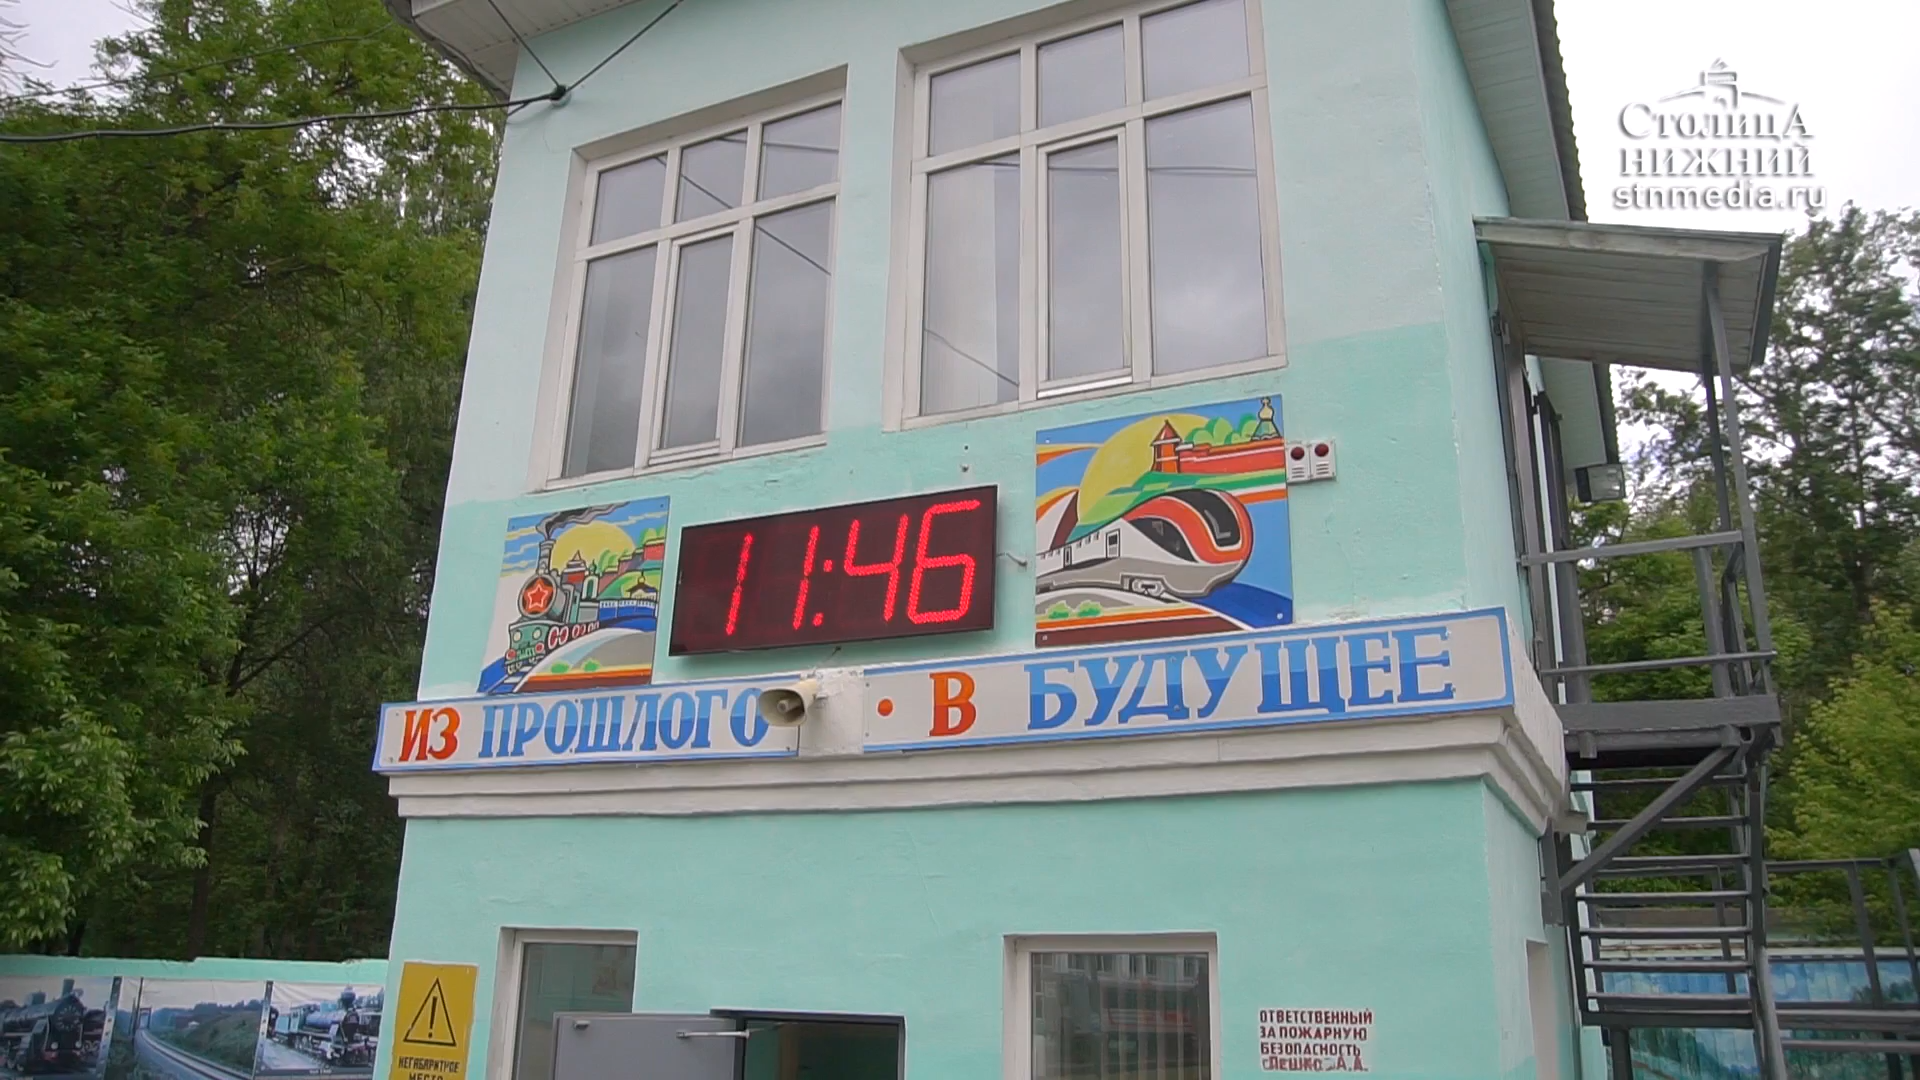 СтолицА
нижний
stnmedia.ru
11:46
ИЗ ПРОШЛОГО • В БУДУЩЕЕ
ОТВЕТСТВЕННЫЙ
ЗА ПОЖАРНУЮ
БЕЗОПАСНОСТЬ
А.А.
НЕГАБАРИТНОЕ
МЕСТО